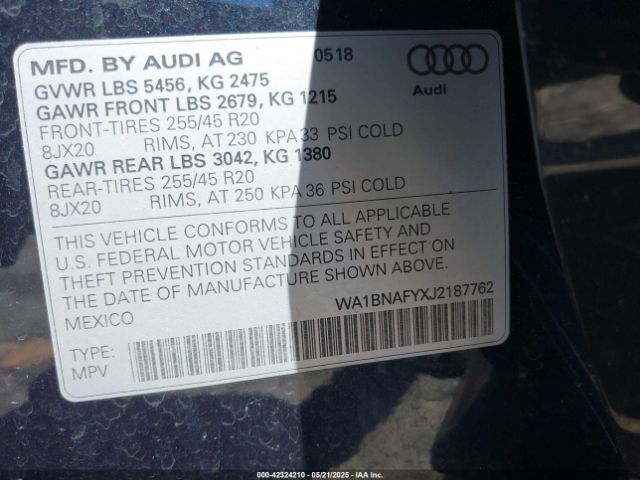 MFD. BY AUDI AG 0518
GVWR LBS 5456, KG 2475
GAWR FRONT LBS 2679, KG 1215
FRONT-TIRES 255/45 R20
8JX20 RIMS, AT 230 KPA 33 PSI COLD
GAWR REAR LBS 3042, KG 1380
REAR-TIRES 255/45 R20
8JX20 RIMS, AT 250 KPA 36 PSI COLD
Audi
THIS VEHICLE CONFORMS TO ALL APPLICABLE
U.S. FEDERAL MOTOR VEHICLE SAFETY AND
THEFT PREVENTION STANDARDS IN EFFECT ON
THE DATE OF MANUFACTURE SHOWN ABOVE.
MEXICO WA1BNAFYXJ2187762
TYPE:
MPV
000-42324210 - 05/21/2025 - IAA Inc.